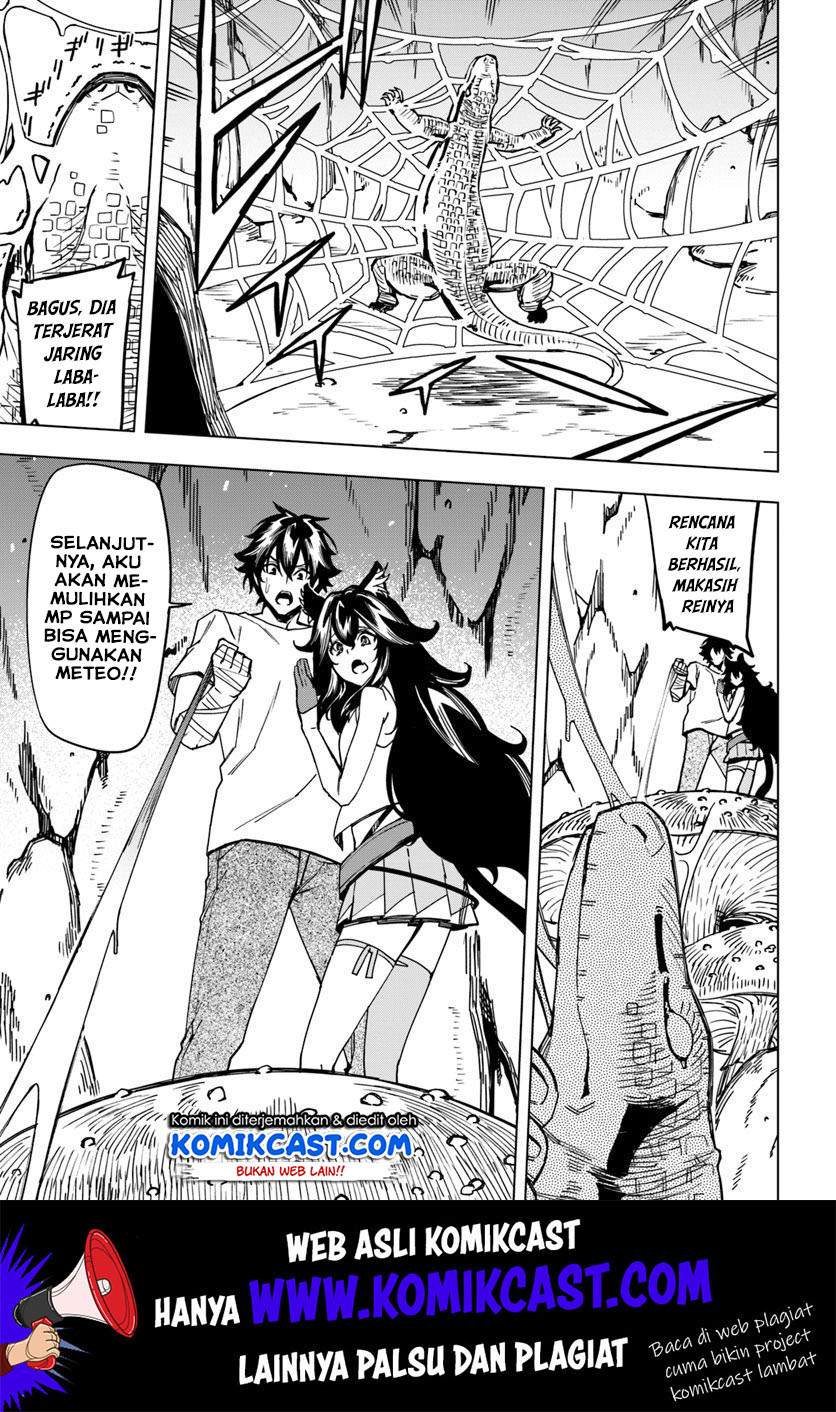 BAGUS, DIA
TERJERAT
JARING
LABA-
LABA!!
RENCANA
KITA
BERHASIL,
MAKASIH
REINYA
SELANJUT-
NYA, AKU
AKAN ME-
MULIHKAN
MP SAMPAI
BISA MENG-
GUNAKAN
METEO!!
Komik ini diterjemahkan & diedit oleh
KOMIKCAST.COM
BUKAN WEB LAIN!!
WEB ASLI KOMIKCAST
HANYA WWW.KOMIKCAST.COM
LAINNYA PALSU DAN PLAGIAT
Baca di web plagiat
cuma bikin project
komikcast lambat